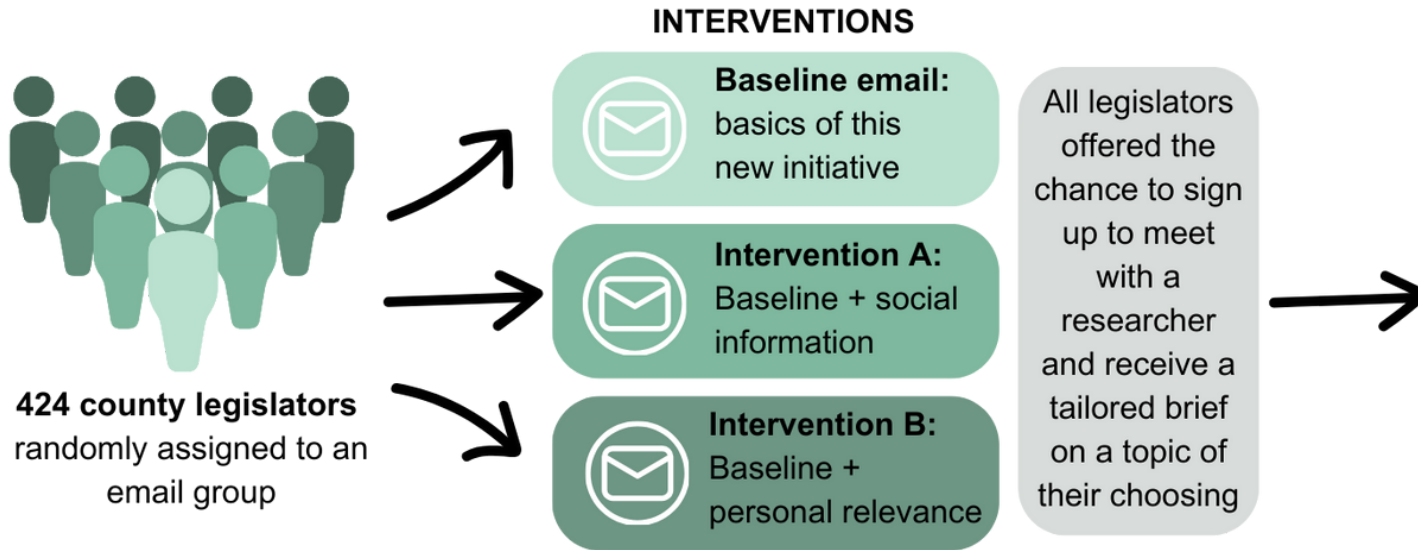 INTERVENTIONS
424 county legislators
randomly assigned to an
email group
Baseline email:
basics of this
new initiative
Intervention A:
Baseline + social
information
Intervention B:
Baseline +
personal relevance
All legislators
offered the
chance to sign
up to meet
with a
researcher
and receive a
tailored brief
on a topic of
their choosing